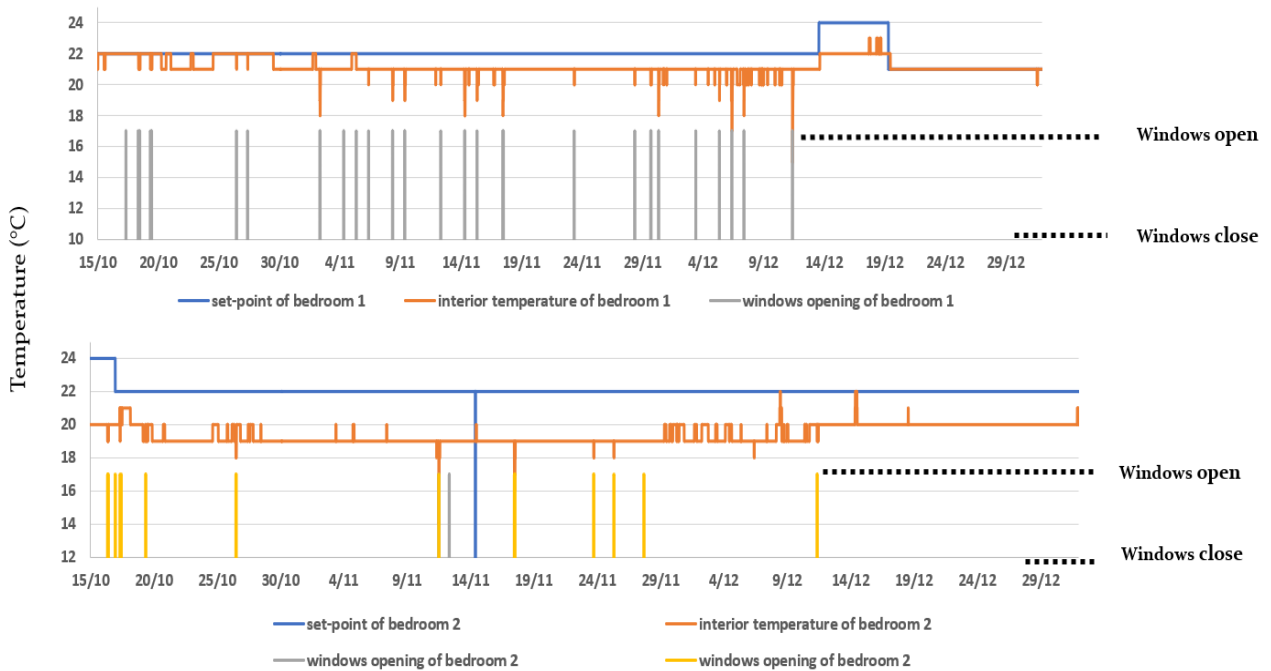 Temperature (°C)
24
22
20
18
16
14
12
10
15/10 20/10 25/10 30/10 4/11 9/11 14/11 19/11 24/11 29/11 4/12 9/12 14/12 19/12 24/12 29/12
Windows open
Windows close
set-point of bedroom 1 interior temperature of bedroom 1 windows opening of bedroom 1
24
22
20
18
16
14
12
15/10 20/10 25/10 30/10 4/11 9/11 14/11 19/11 24/11 29/11 4/12 9/12 14/12 19/12 24/12 29/12
Windows open
Windows close
set-point of bedroom 2 interior temperature of bedroom 2
windows opening of bedroom 2 windows opening of bedroom 2